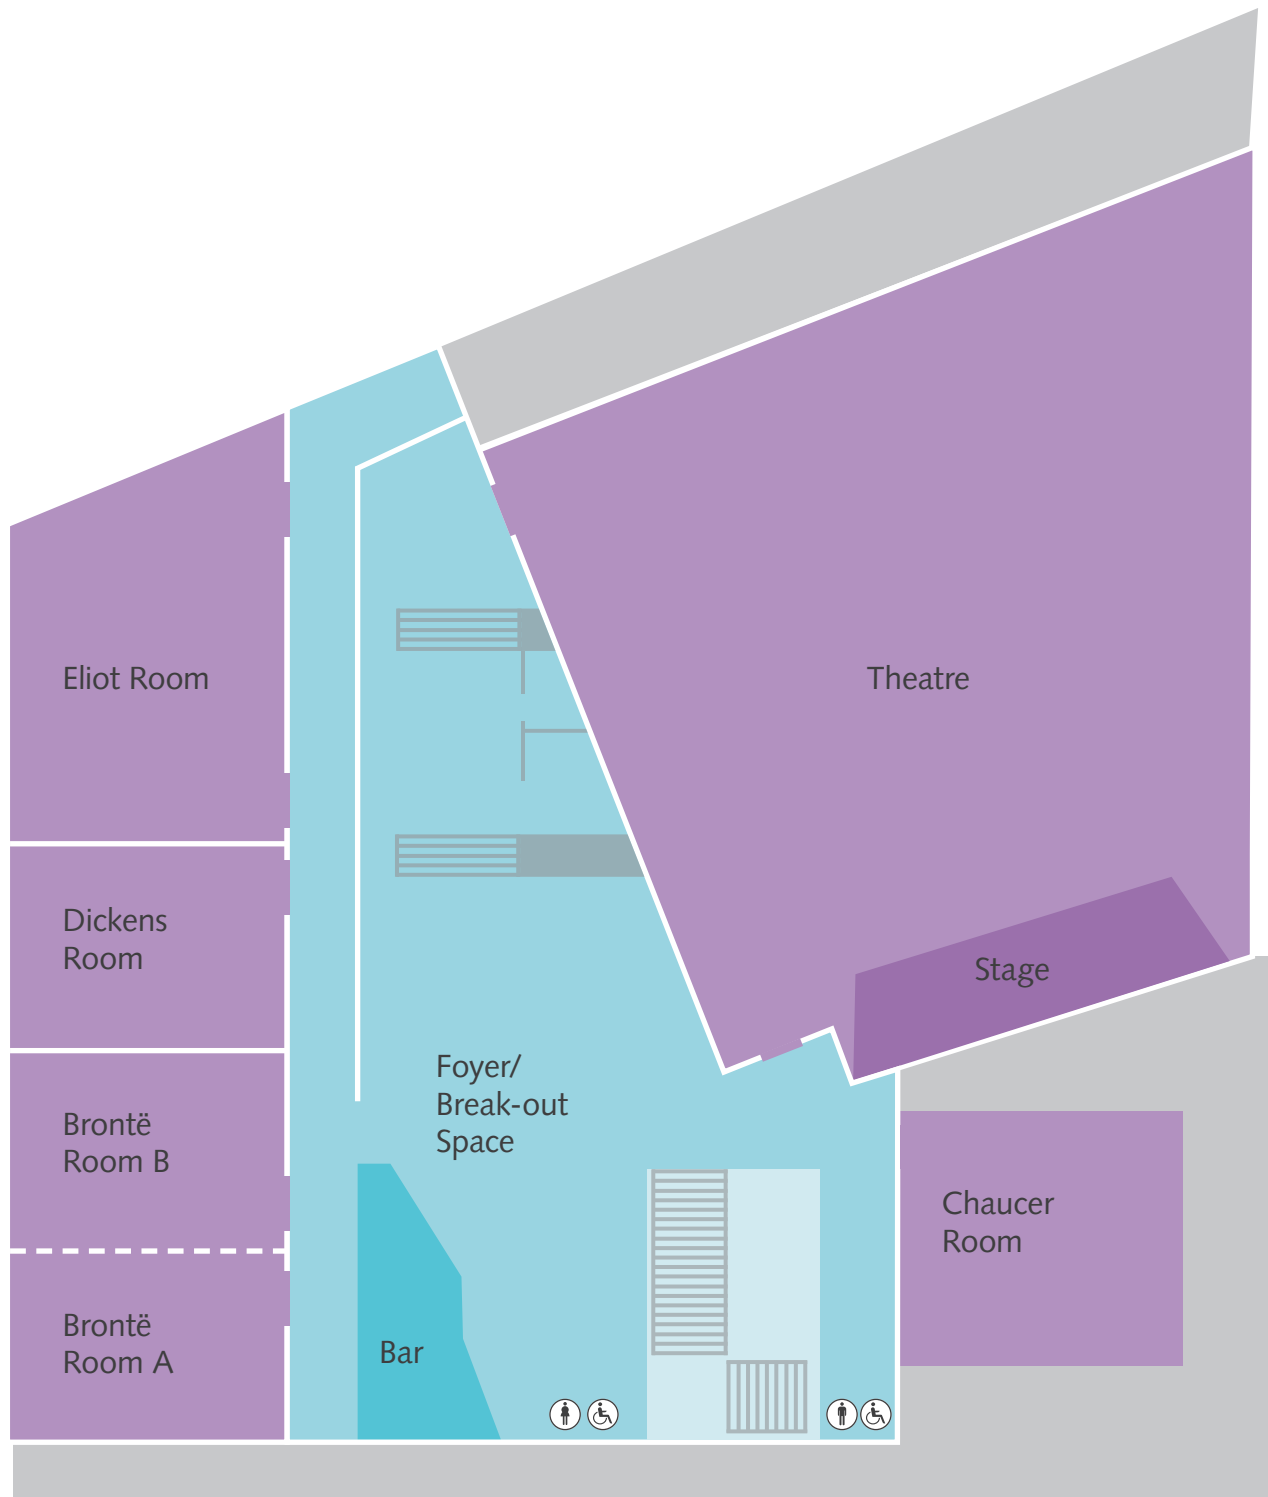 Eliot Room
Theatre
Dickens
Room
Stage
Foyer/
Break-out
Space
Brontë
Room B
Chaucer
Room
Brontë
Room A
Bar